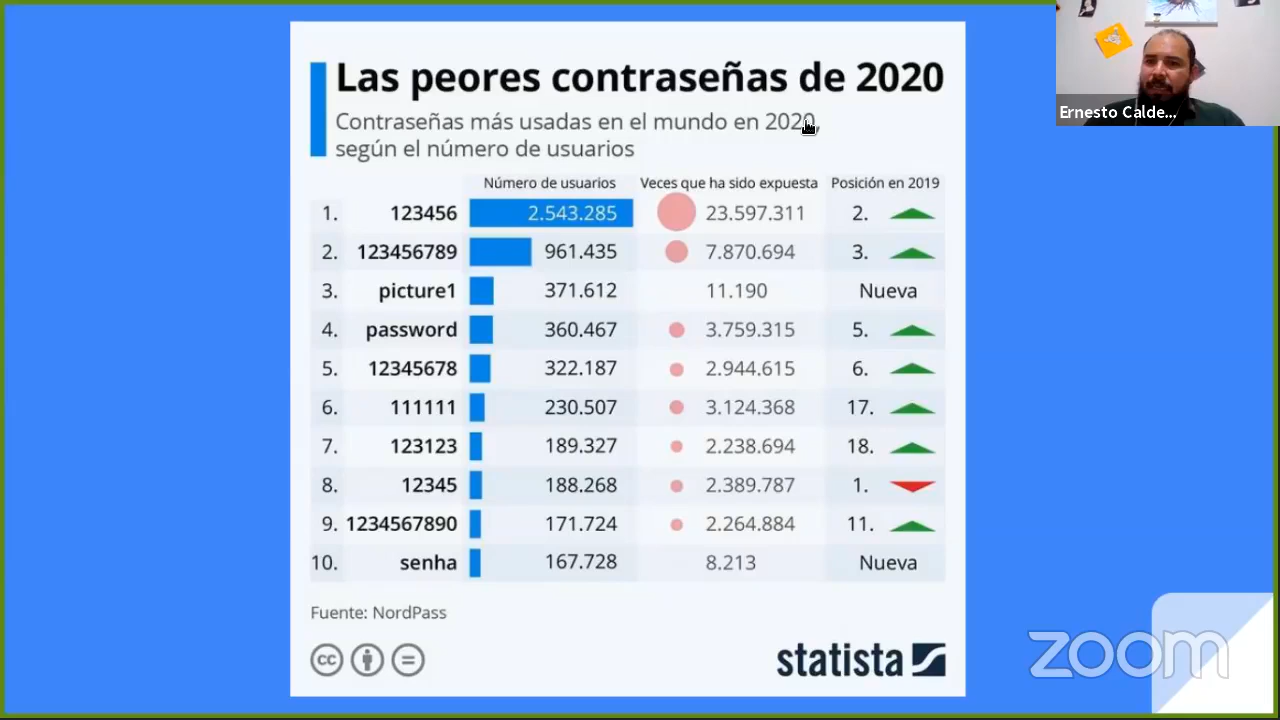 Las peores contraseñas de 2020
Contraseñas más usadas en el mundo en 2020,
según el número de usuarios
Número de usuarios Veces que ha sido expuesta Posición en 2019
1. 123456 2.543.285 23.597.311 2.
2. 123456789 961.435 7.870.694 3.
3. picture1 371.612 11.190 Nueva
4. password 360.467 3.759.315 5.
5. 12345678 322.187 2.944.615 6.
6. 111111 230.507 3.124.368 17.
7. 123123 189.327 2.238.694 18.
8. 12345 188.268 2.389.787 1.
9. 1234567890 171.724 2.264.884 11.
10. senha 167.728 8.213 Nueva
Fuente: NordPass
cc
statista
Ernesto Calde...
zoom